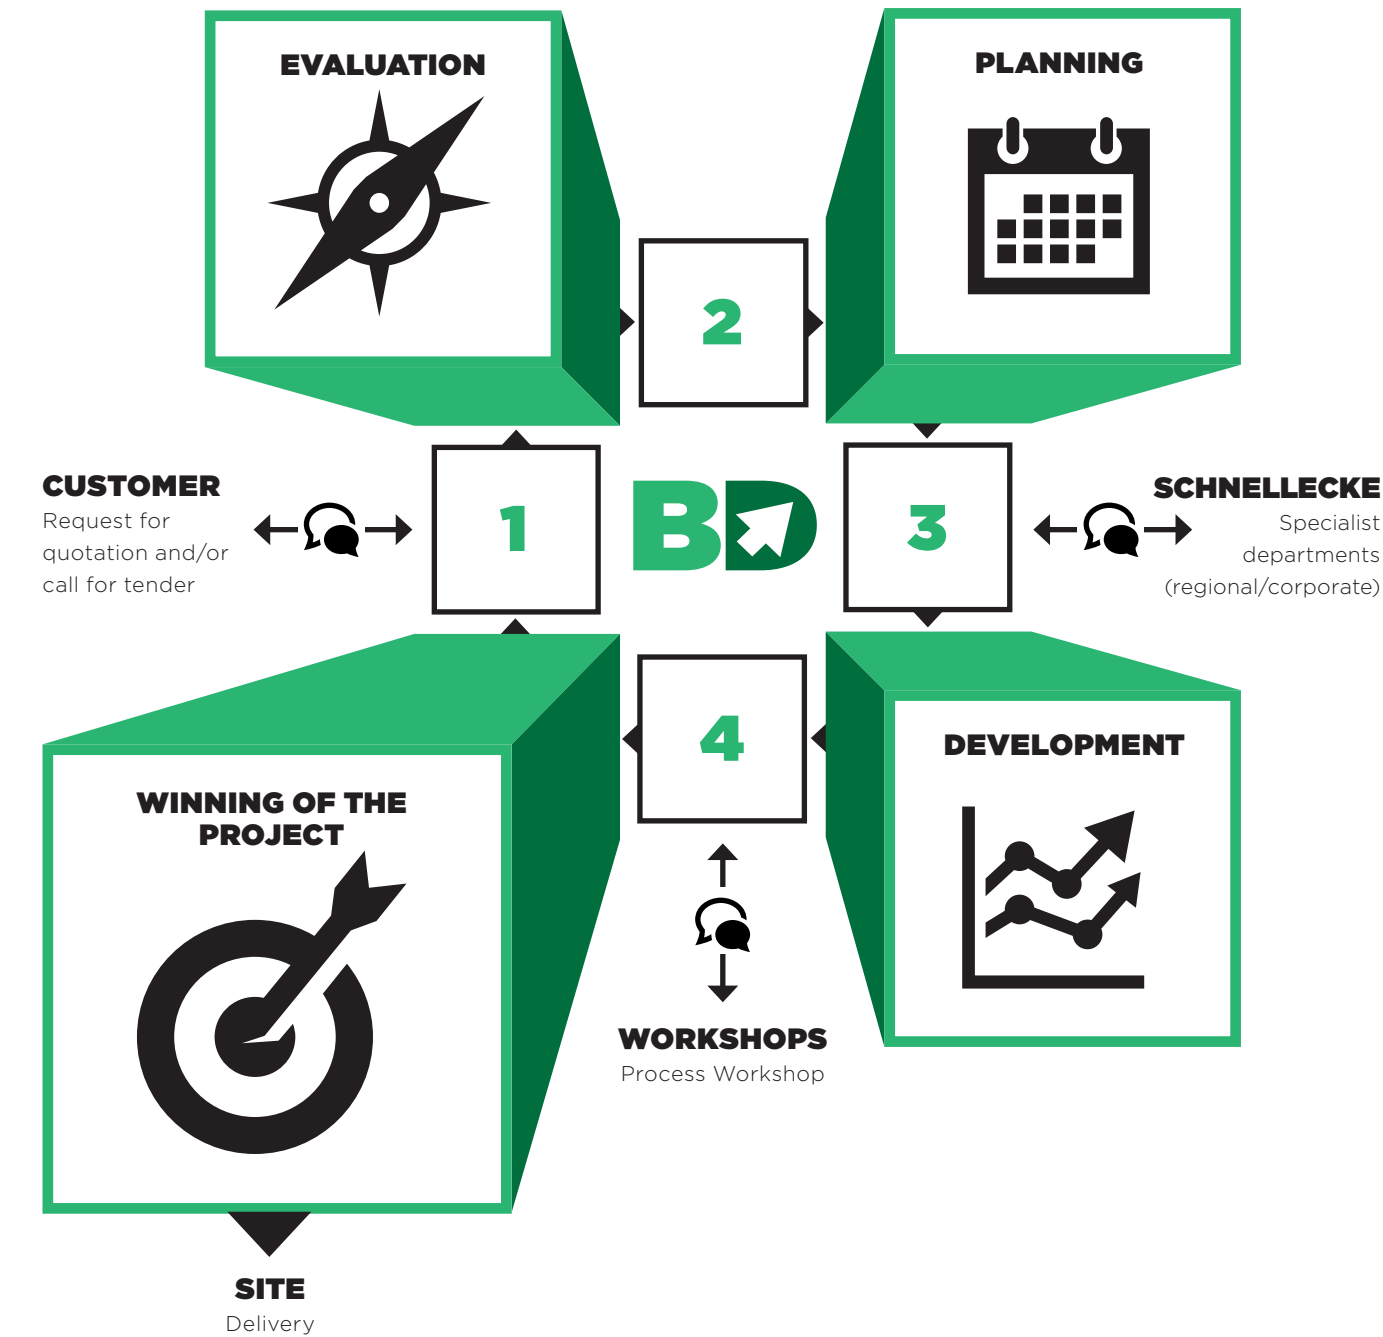 EVALUATION
PLANNING
2
CUSTOMER
Request for
quotation and/or
call for tender
1
BD
3
SCHNELLECKE
Specialist
departments
(regional/corporate)
4
DEVELOPMENT
WINNING OF THE
PROJECT
WORKSHOPS
Process Workshop
SITE
Delivery